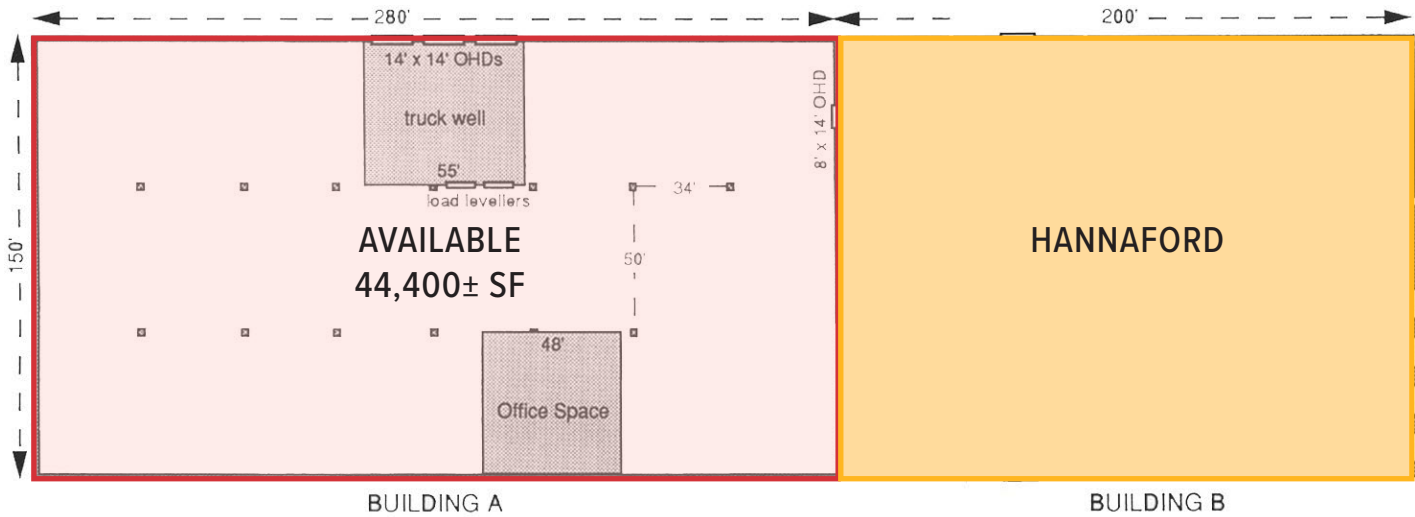 280'
200'
14' x 14' OHDs
truck well
55'
load levellers
8' x 14' OHD
34'
150'
AVAILABLE
44,400± SF
50'
HANNAFORD
48'
Office Space
BUILDING A
BUILDING B